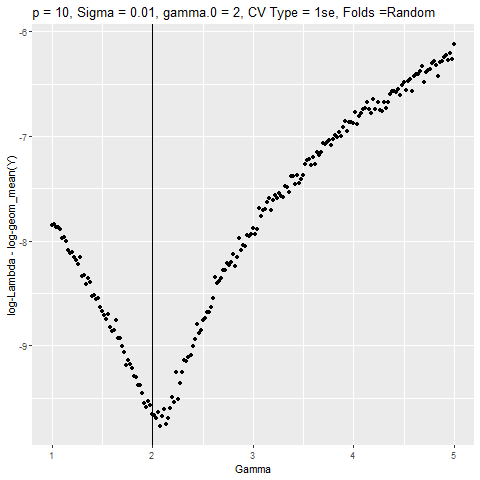 p = 10, Sigma = 0.01, gamma.0 = 2, CV Type = 1se, Folds =Random
-6
-7
-8
-9
log-Lambda - log-geom_mean(Y)
1 2 3 4 5
Gamma